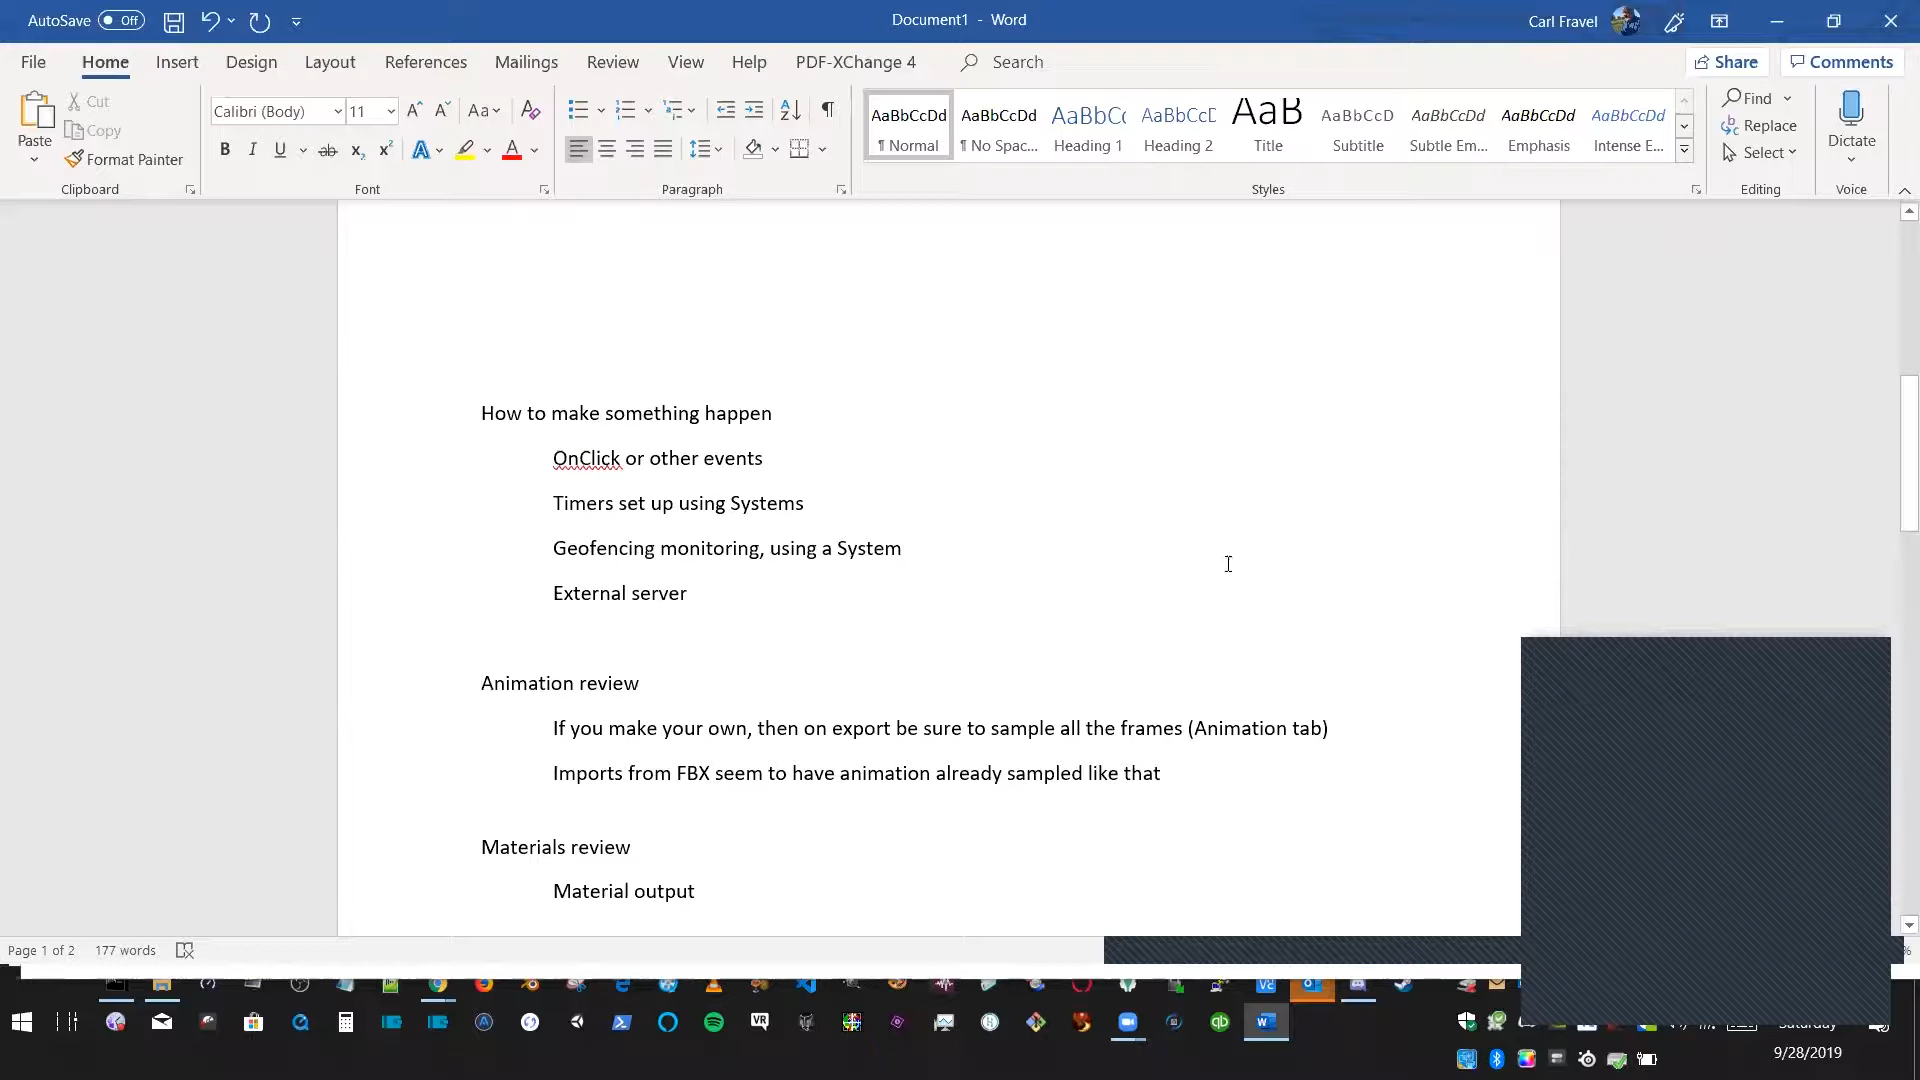 AutoSave Off Document1 - Word Carl Fravel
File Home Insert Design Layout References Mailings Review View Help PDF-XChange 4 Search Share Comments
Paste Cut Copy Format Painter Clipboard
Calibri (Body) 11 Aa Font
Paragraph
AaBbCcDd AaBbCcDd AaBbCc AaBbCcD AaB AaBbCcD AaBbCcDd AaBbCcDd AaBbCcDd
¶ Normal ¶ No Spac... Heading 1 Heading 2 Title Subtitle Subtle Em... Emphasis Intense E...
Styles
Find Replace Select Editing
Dictate Voice
How to make something happen
OnClick or other events
Timers set up using Systems
Geofencing monitoring, using a System
External server
Animation review
If you make your own, then on export be sure to sample all the frames (Animation tab)
Imports from FBX seem to have animation already sampled like that
Materials review
Material output
Page 1 of 2 177 words %
Saturday
9/28/2019